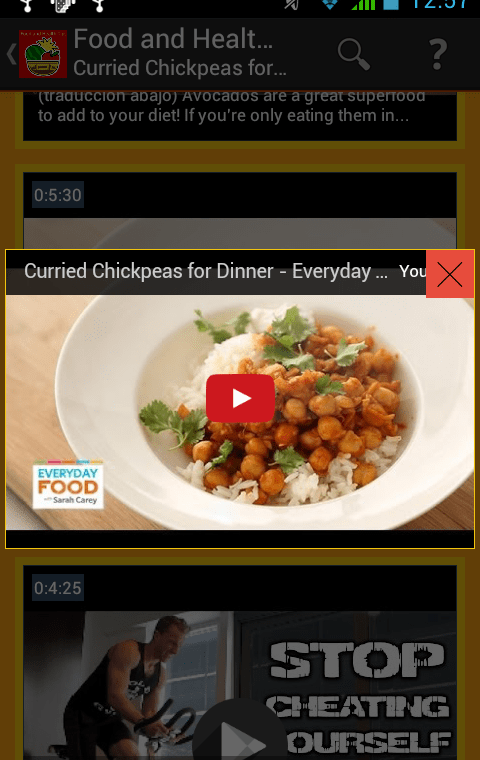 12:57
Food and Healt...
Curried Chickpeas for...
(traduccion abajo) Avocados are a great superfood
to add to your diet! If you're only eating them in...
0:5:30
Curried Chickpeas for Dinner - Everyday ... You
EVERYDAY
FOOD
with Sarah Carey
0:4:25
STOP
CHEATING
YOURSELF